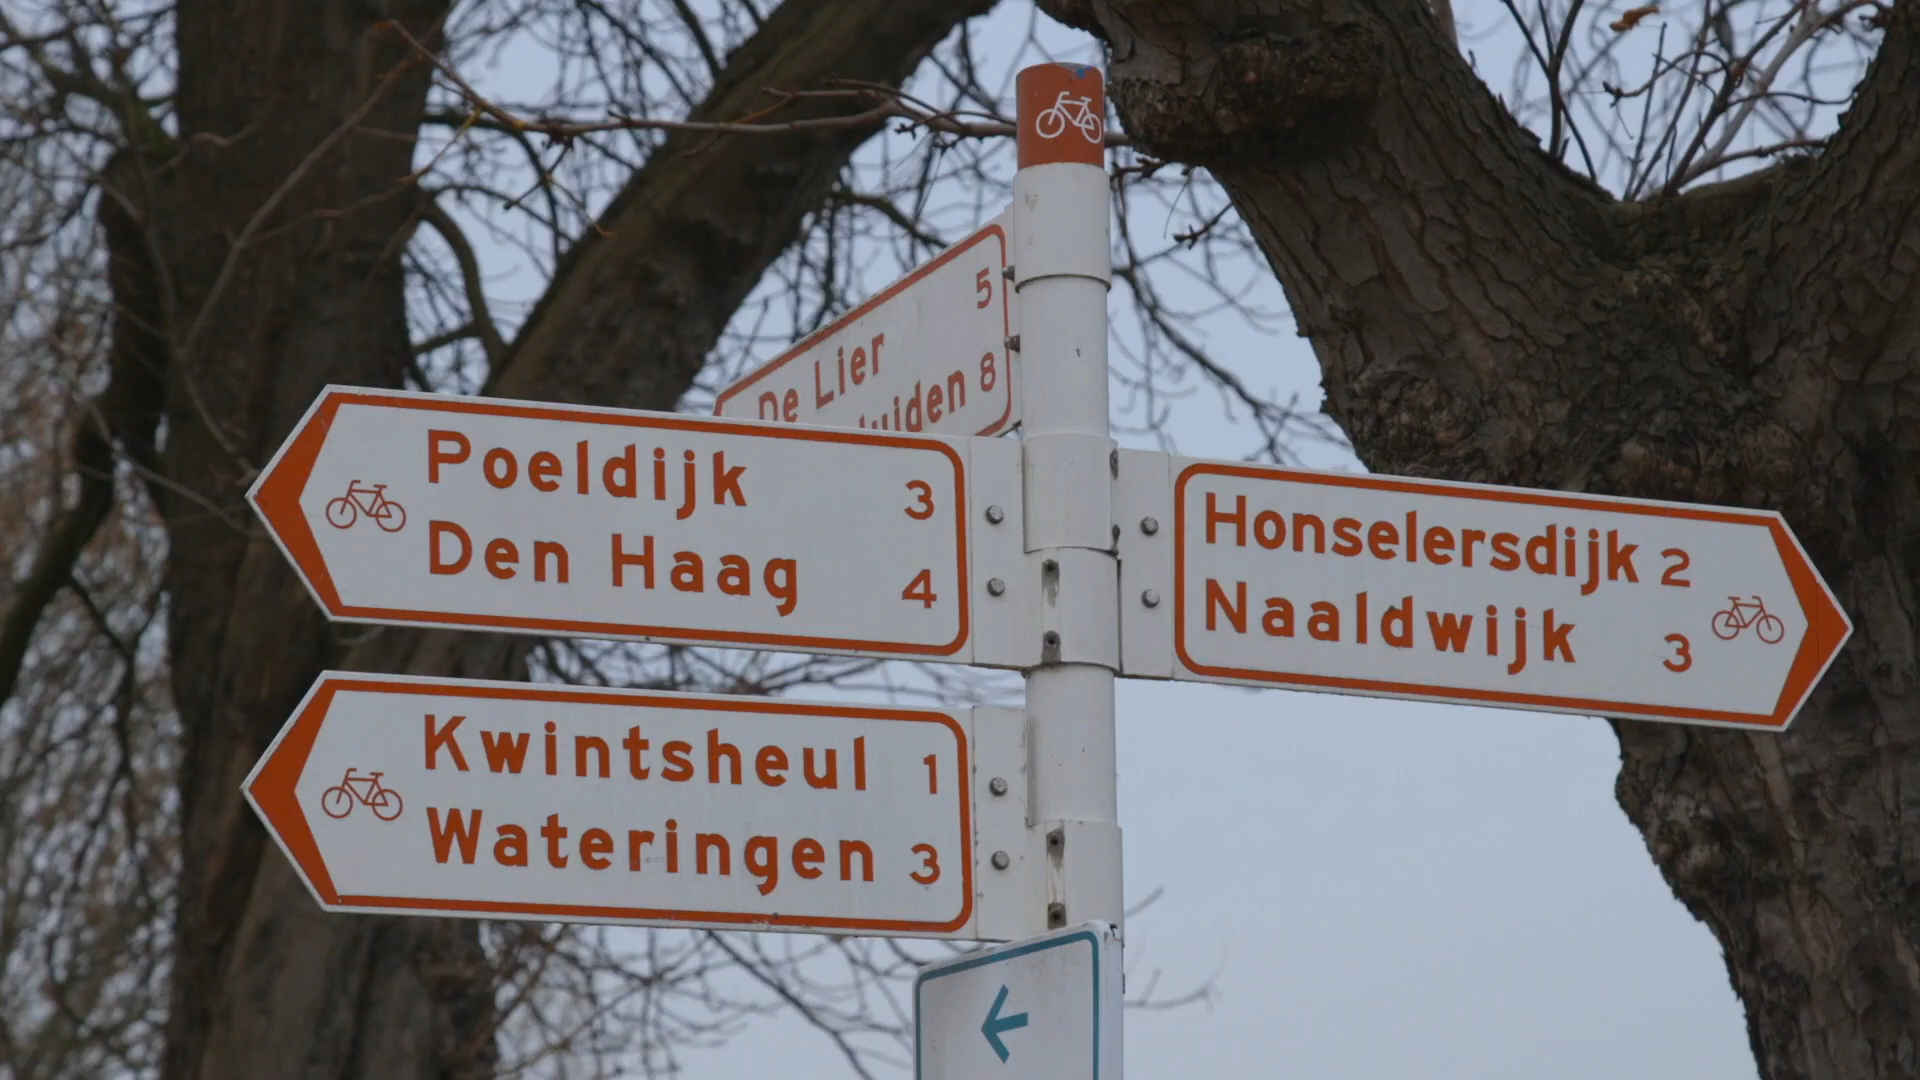 5
De Lier
8
Poeldijk 3
Den Haag 4
Honselersdijk 2
Naaldwijk 3
Kwintsheul 1
Wateringen 3